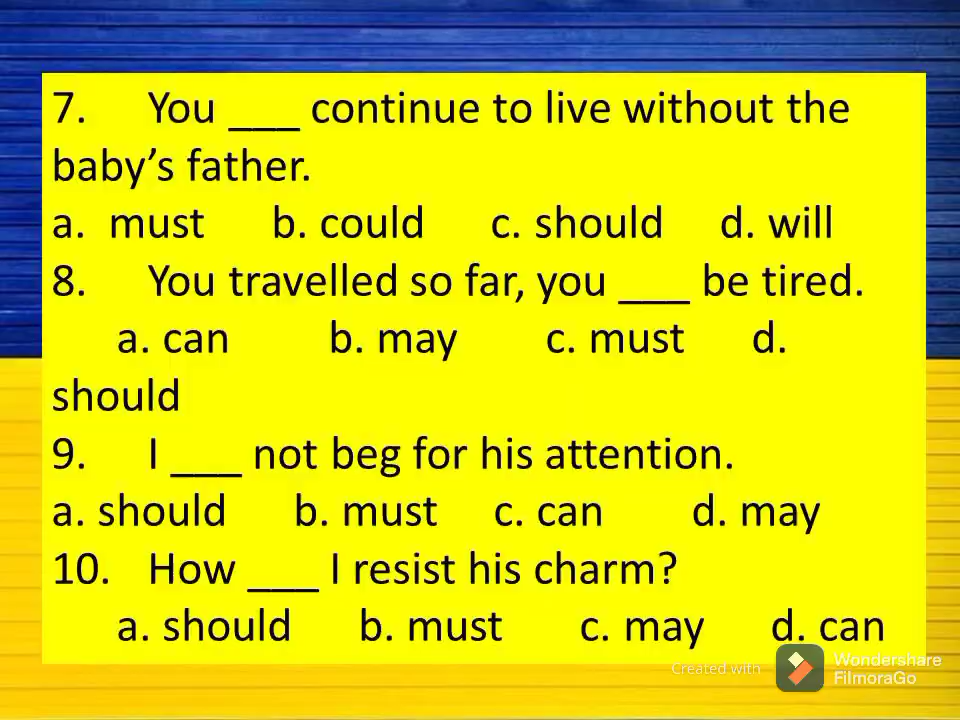 7. You ___ continue to live without the
baby’s father.
a. must b. could c. should d. will
8. You travelled so far, you ___ be tired.
a. can b. may c. must d.
should
9. I ___ not beg for his attention.
a. should b. must c. can d. may
10. How ___ I resist his charm?
a. should b. must c. may d. can
Created with Wondershare
FilmoraGo